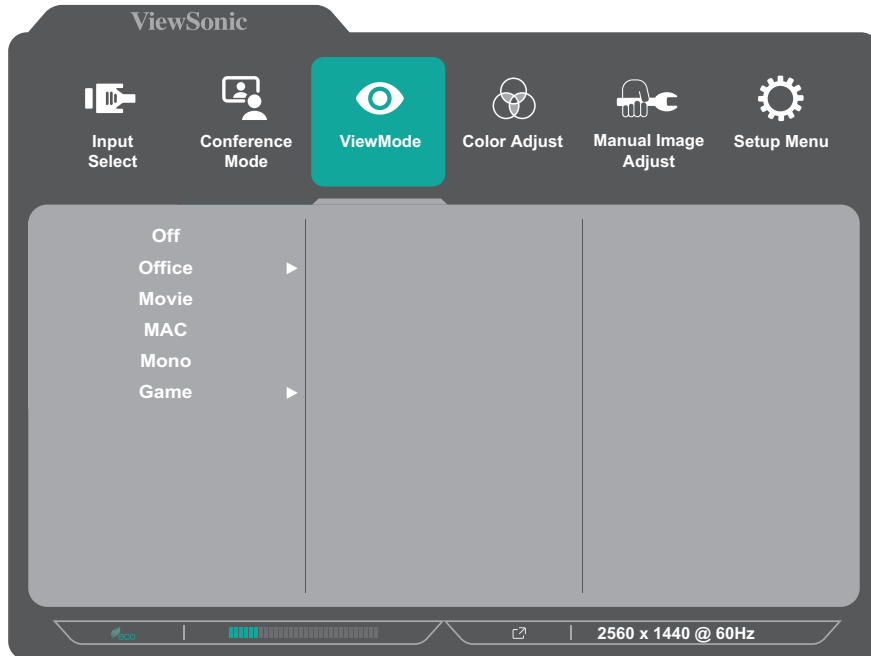 ViewSonic
Input
Select
Conference
Mode
ViewMode
Color Adjust
Manual Image
Adjust
Setup Menu
Off
Office
Movie
MAC
Mono
Game
eco
2560 x 1440 @ 60Hz